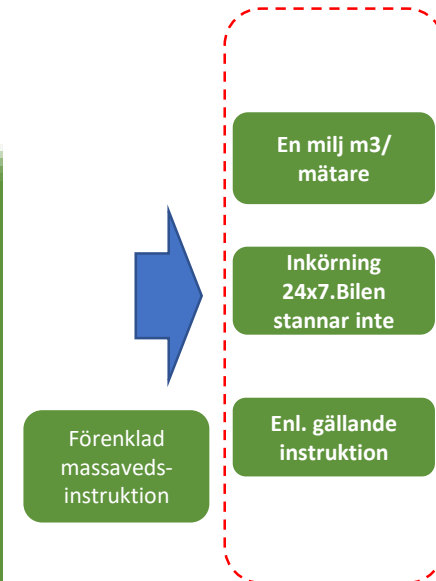 En milj m3/
mätare
Inkörning
24x7.Bilen
stannar inte
Enl. gällande
instruktion
Förenklad
massaveds-
instruktion